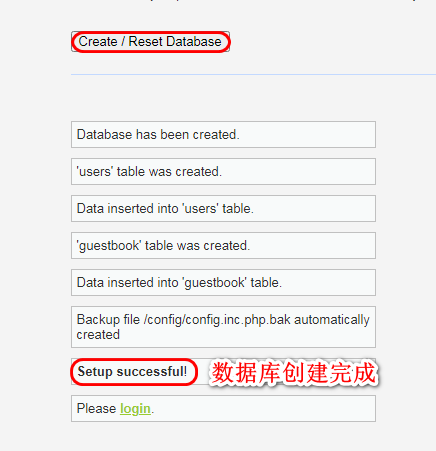 Create / Reset Database
Database has been created.
'users' table was created.
Data inserted into 'users' table.
'guestbook' table was created.
Data inserted into 'guestbook' table.
Backup file /config/config.inc.php.bak automatically
created
Setup successful! 数据库创建完成
Please login.